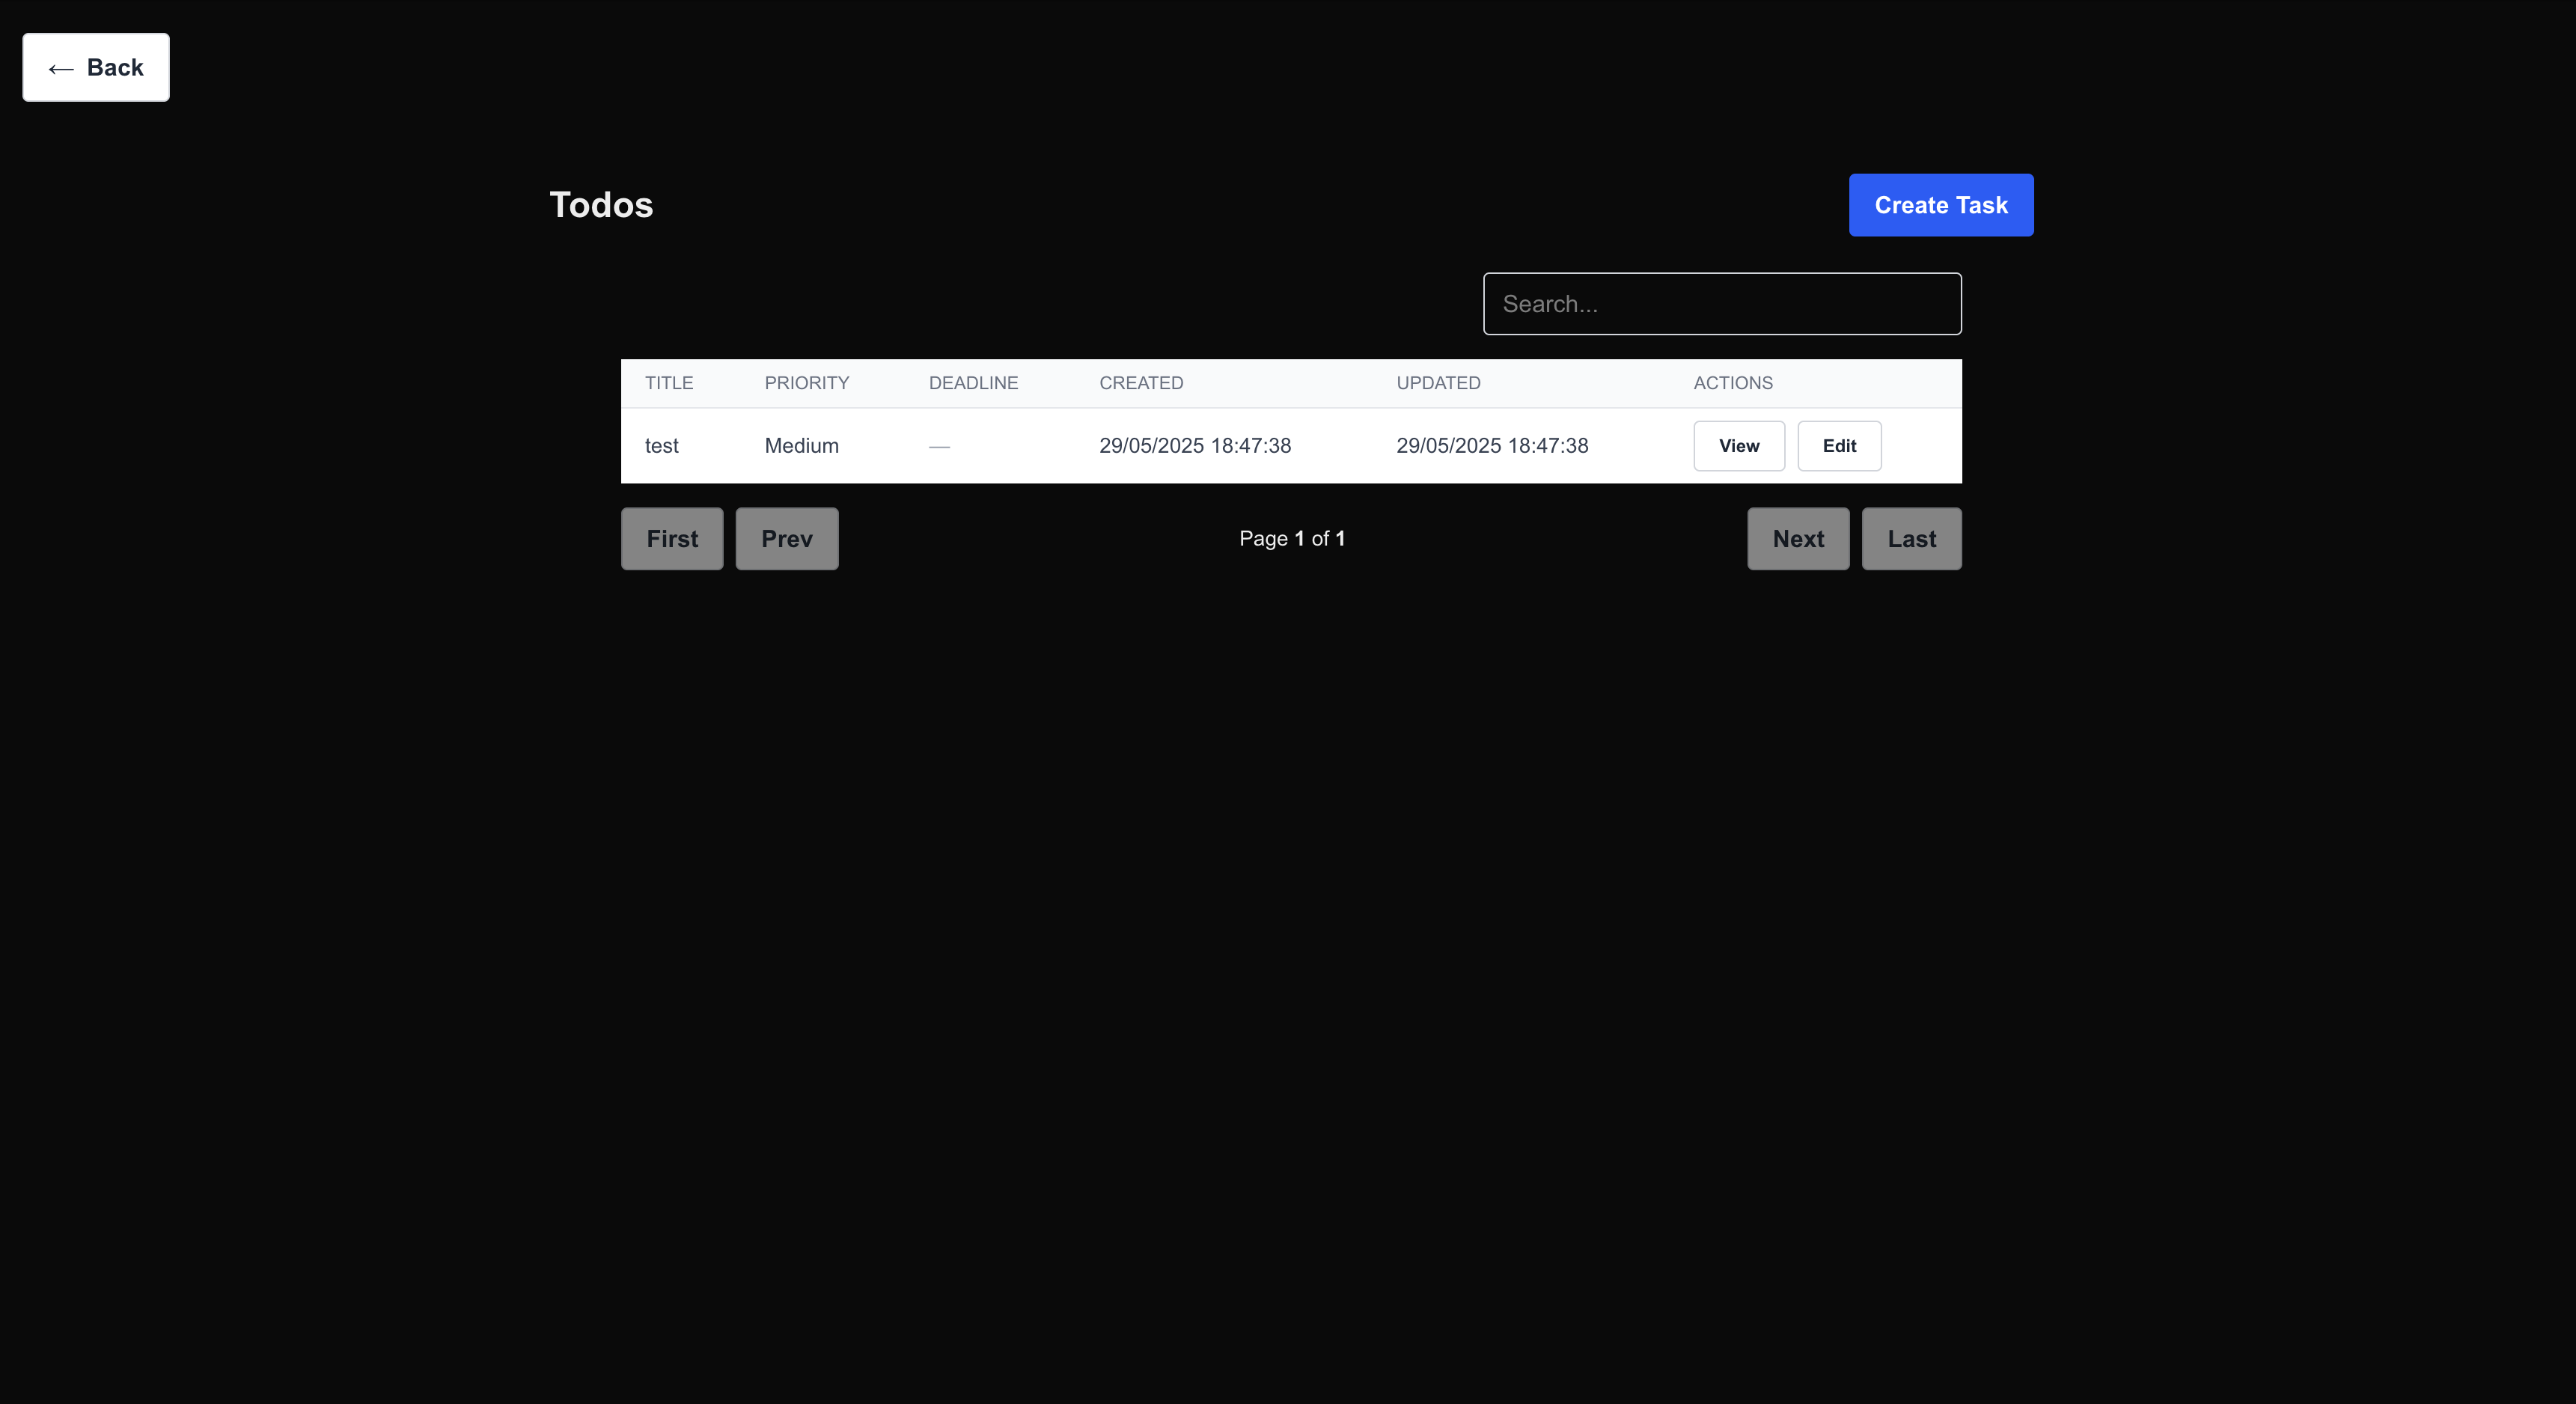 ← Back
Todos
Create Task
Search...
TITLE PRIORITY DEADLINE CREATED UPDATED ACTIONS
test Medium — 29/05/2025 18:47:38 29/05/2025 18:47:38 View Edit
First Prev Page 1 of 1 Next Last